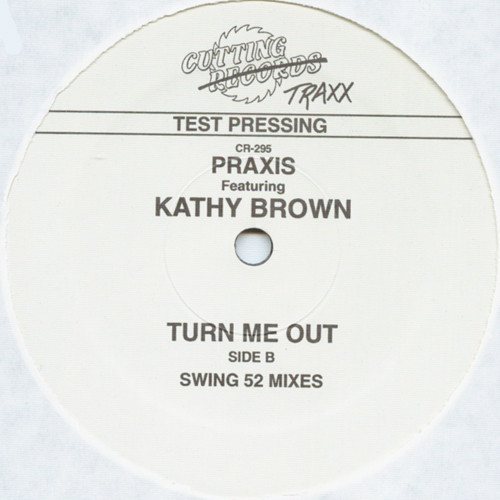 CUTTING
RECORDS
TRAXX
TEST PRESSING
CR-295
PRAXIS
Featuring
KATHY BROWN
TURN ME OUT
SIDE B
SWING 52 MIXES